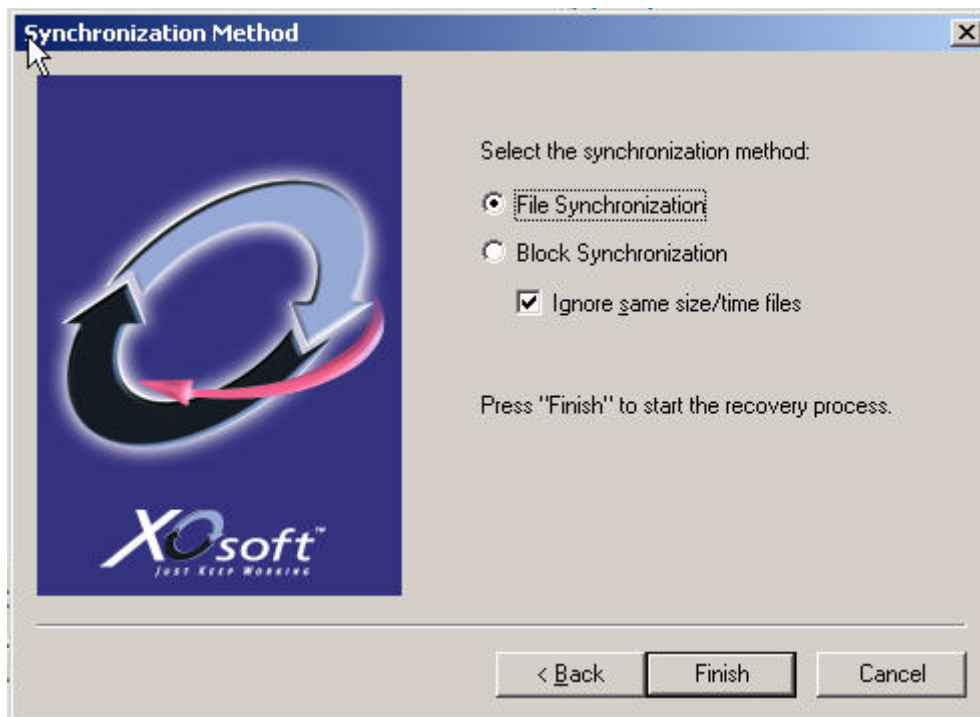 Synchronization Method
Select the synchronization method:
File Synchronization
Block Synchronization
Ignore same size/time files
Press "Finish" to start the recovery process.
XOsoft™
JUST KEEP WORKING
< Back
Finish
Cancel